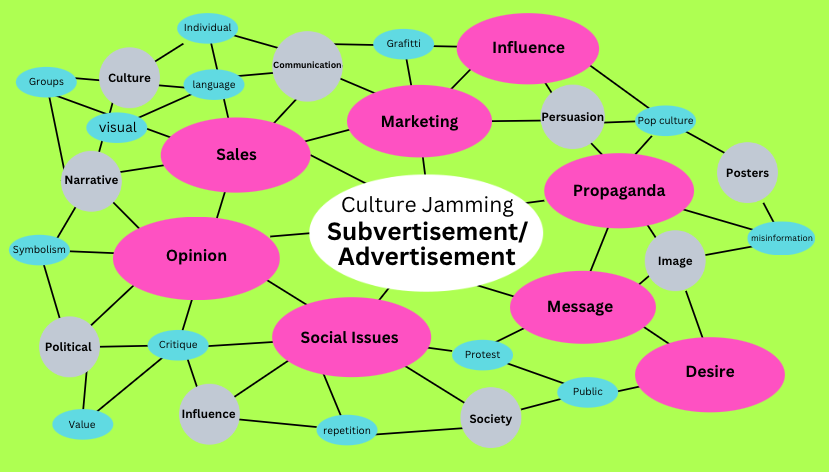 Individual
Grafitti
Influence
Communication
Culture
Groups
language
Persuasion
Pop culture
Marketing
visual
Sales
Posters
Narrative
Propaganda
Culture Jamming
Subvertisement/
Advertisement
misinformation
Symbolism
Opinion
Image
Message
Social Issues
Political
Critique
Protest
Desire
Public
Value
Influence
Society
repetition